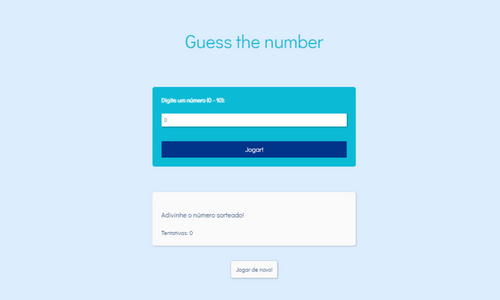 Guess the number
Digite um número (0 - 10):
0
Jogar!
Adivinhe o número sorteado!
Tentativas: 0
Jogar de novo!